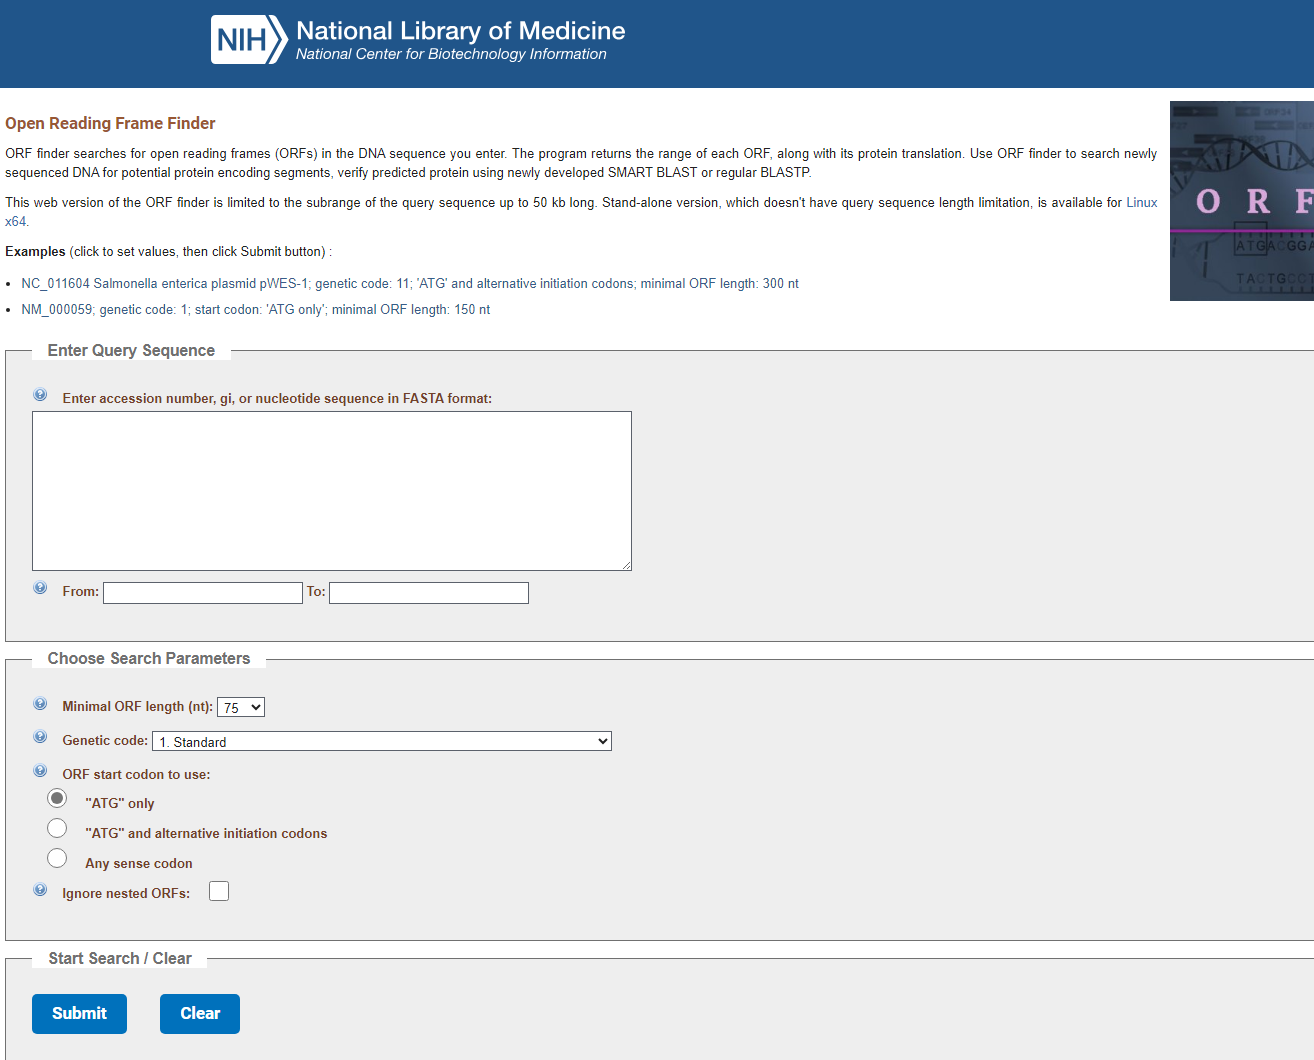 NIH National Library of Medicine
National Center for Biotechnology Information
Open Reading Frame Finder
ORF finder searches for open reading frames (ORFs) in the DNA sequence you enter. The program returns the range of each ORF, along with its protein translation. Use ORF finder to search newly
sequenced DNA for potential protein encoding segments, verify predicted protein using newly developed SMART BLAST or regular BLASTP.
This web version of the ORF finder is limited to the subrange of the query sequence up to 50 kb long. Stand-alone version, which doesn't have query sequence length limitation, is available for Linux
x64.
O R F
ATGACGGA
Examples (click to set values, then click Submit button) :
NC_011604 Salmonella enterica plasmid pWES-1; genetic code: 11; 'ATG' and alternative initiation codons; minimal ORF length: 300 nt
NM_000059; genetic code: 1; start codon: 'ATG only'; minimal ORF length: 150 nt
Enter Query Sequence
Enter accession number, gi, or nucleotide sequence in FASTA format:
From: To:
Choose Search Parameters
Minimal ORF length (nt): 75
Genetic code: 1. Standard
ORF start codon to use:
"ATG" only
"ATG" and alternative initiation codons
Any sense codon
Ignore nested ORFs:
Start Search / Clear
Submit Clear